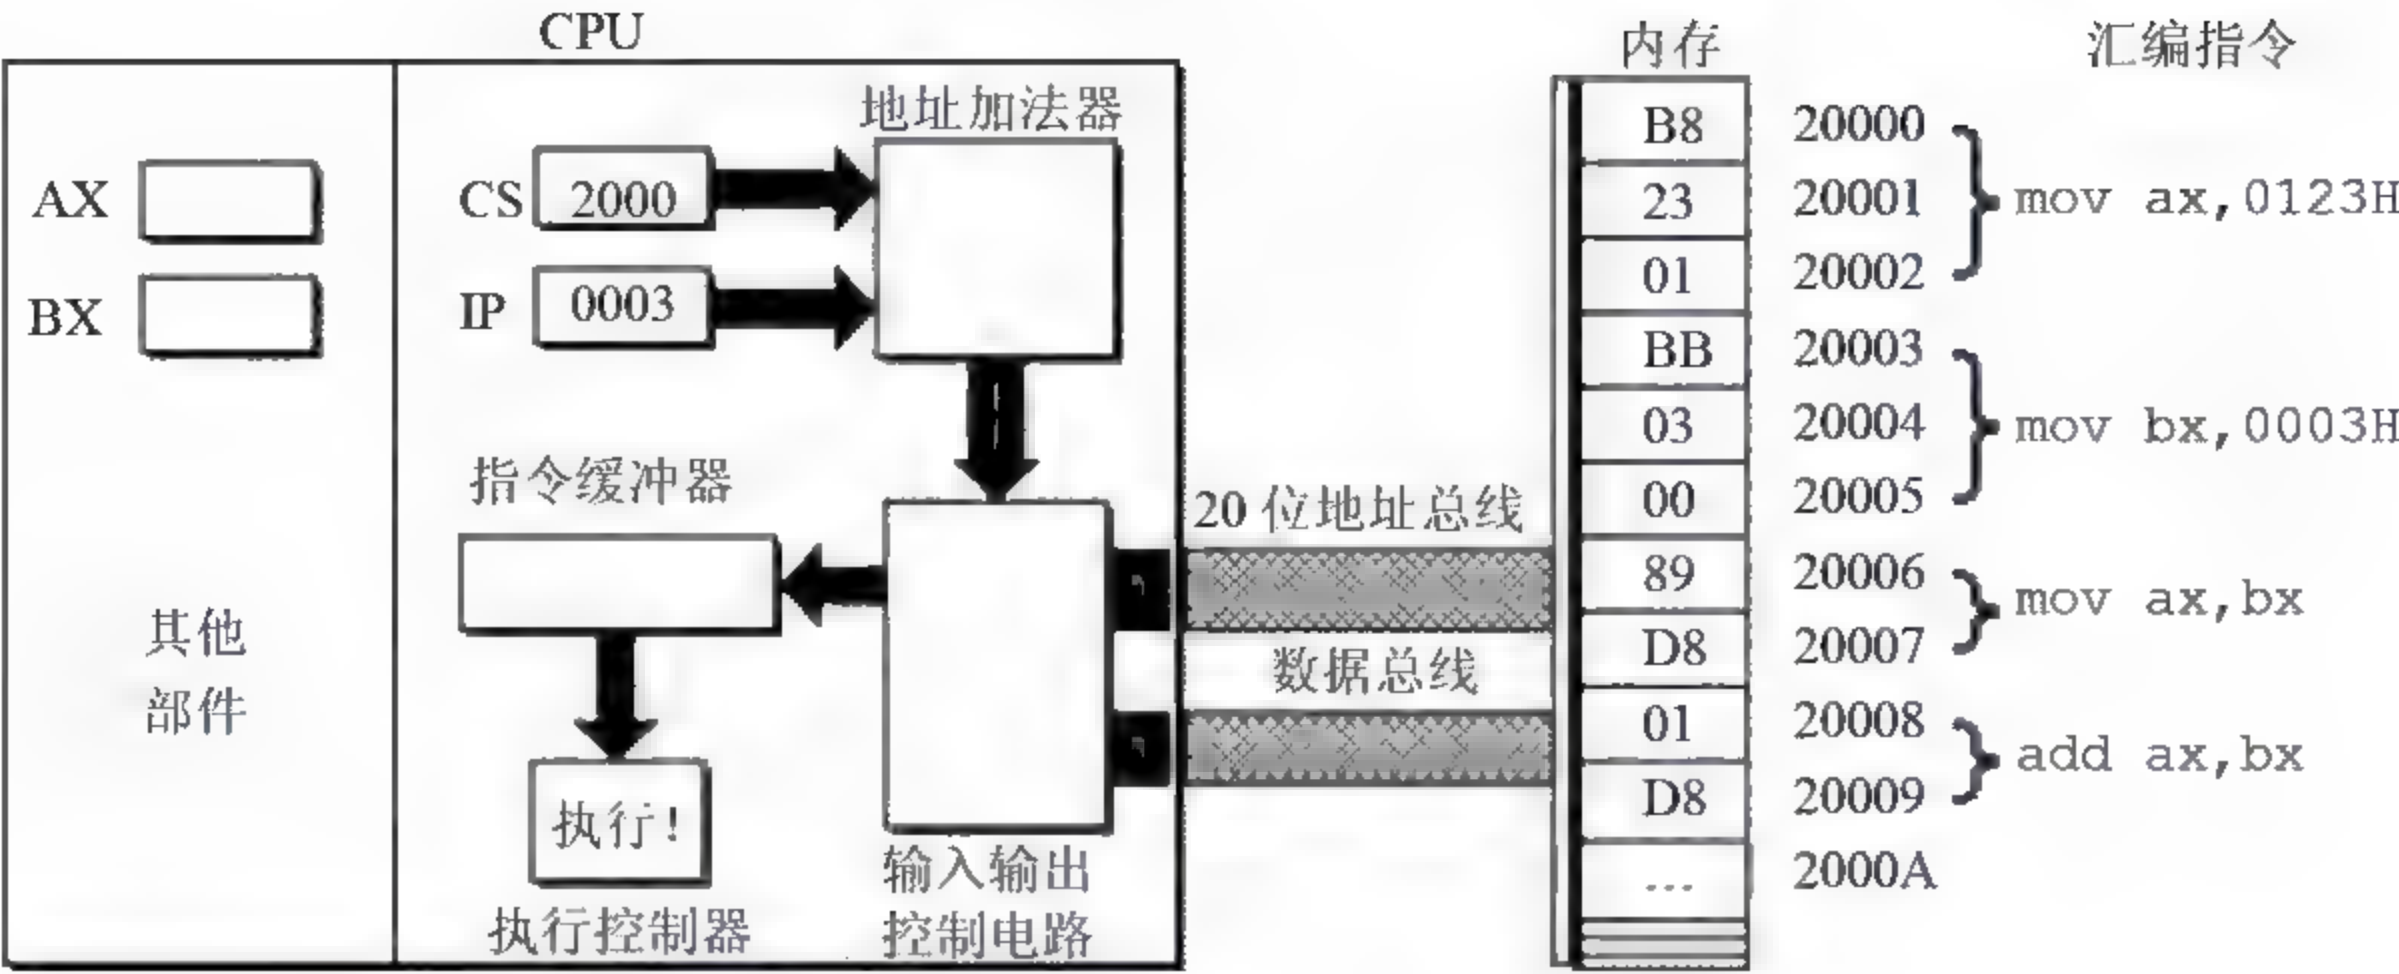 CPU
AX
BX
其他
部件
CS
2000
IP
0003
地址加法器
指令缓冲器
执行！
执行控制器
输入输出
控制电路
20 位地址总线
数据总线
内存
汇编指令
B8 20000
23 20001 mov ax,0123H
01 20002
BB 20003
03 20004 mov bx,0003H
00 20005
89 20006
mov ax,bx
D8 20007
01 20008
add ax,bx
D8 20009
… 2000A